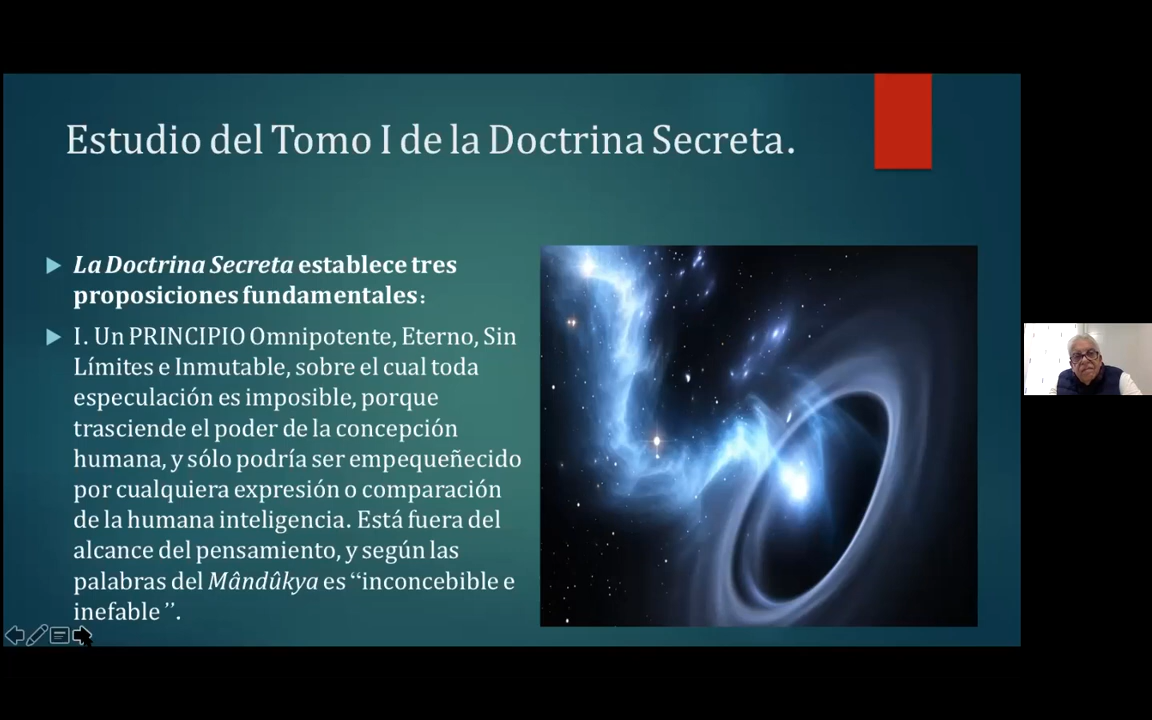 Estudio del Tomo I de la Doctrina Secreta.
La Doctrina Secreta establece tres
proposiciones fundamentales:
I. Un PRINCIPIO Omnipotente, Eterno, Sin
Límites e Inmutable, sobre el cual toda
especulación es imposible, porque
trasciende el poder de la concepción
humana, y sólo podría ser empequeñecido
por cualquiera expresión o comparación
de la humana inteligencia. Está fuera del
alcance del pensamiento, y según las
palabras del Mândûkya es “inconcebible e
inefable ”.